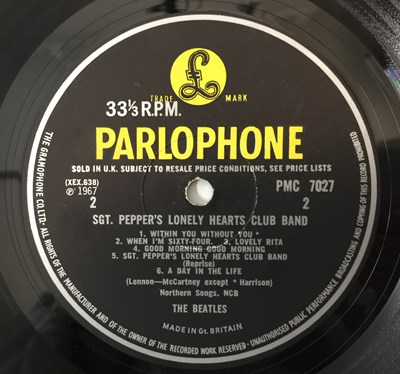 £
TRADE MARK
33⅓ R.P.M.
PARLOPHONE
SOLD IN U.K. SUBJECT TO RESALE PRICE CONDITIONS, SEE PRICE LISTS
(XEX.638)
℗ 1967
2
PMC 7027
2
SGT. PEPPER'S LONELY HEARTS CLUB BAND
1. WITHIN YOU WITHOUT YOU *
2. WHEN I'M SIXTY-FOUR. 3. LOVELY RITA
4. GOOD MORNING GOOD MORNING
5. SGT. PEPPER'S LONELY HEARTS CLUB BAND
(Reprise)
6. A DAY IN THE LIFE
(Lennon—McCartney except * Harrison)
Northern Songs, NCB
THE BEATLES
MADE IN Gt. BRITAIN
THE GRAMOPHONE CO. LTD. ALL RIGHTS OF THE MANUFACTURER AND OF THE OWNER OF THE RECORDED WORK RESERVED UNAUTHORISED PUBLIC PERFORMANCE BROADCASTING AND COPYING OF THIS RECORD PROHIBITED